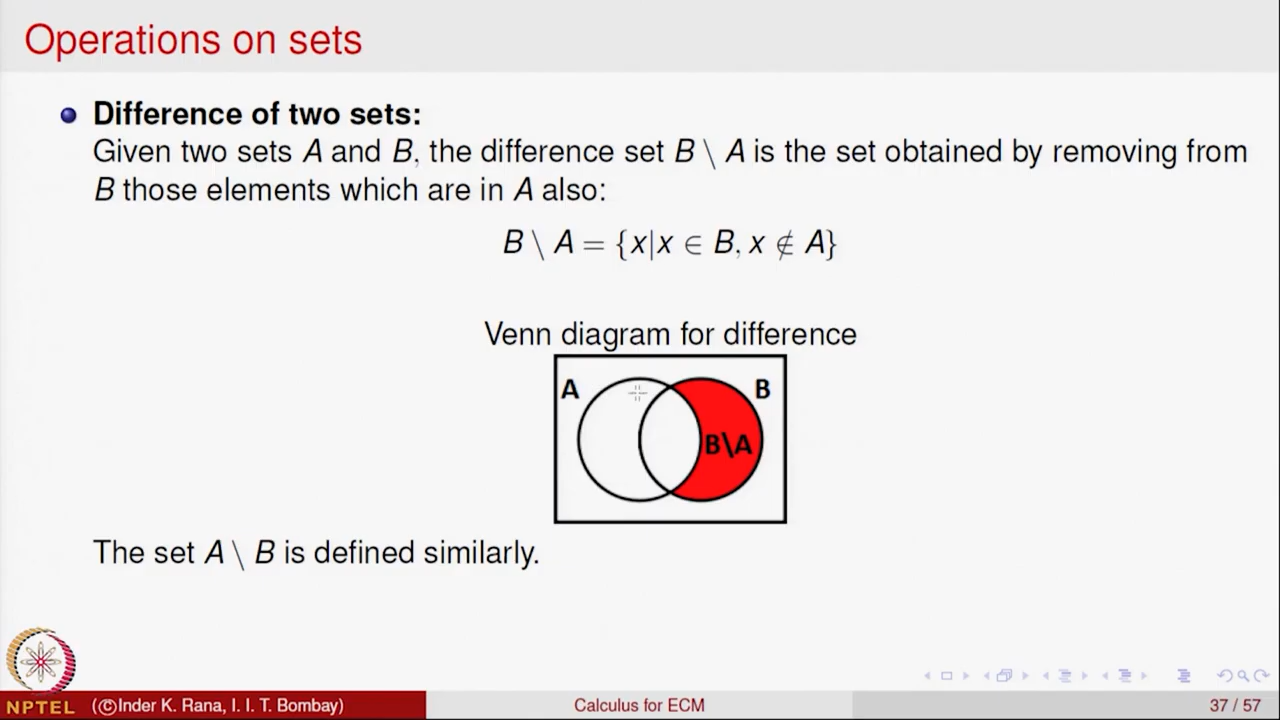 Operations on sets
Difference of two sets:
Given two sets A and B, the difference set B \ A is the set obtained by removing from
B those elements which are in A also:
B \ A = {x|x ∈ B, x ∉ A}
Venn diagram for difference
A
B
B\A
The set A \ B is defined similarly.
NPTEL
(©Inder K. Rana, I. I. T. Bombay)
Calculus for ECM
37 / 57